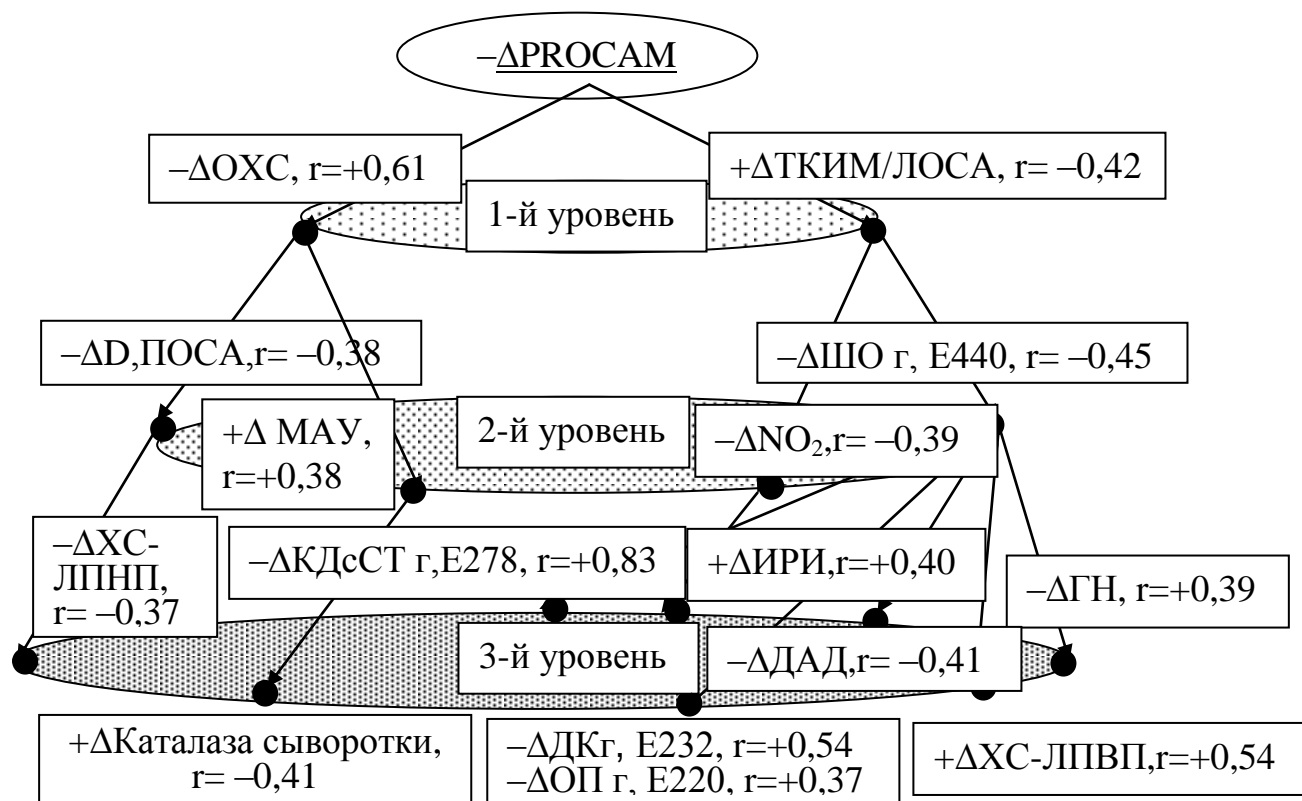 –ΔPROCAM
–ΔОХС, r=+0,61
+ΔТКИМ/ЛОСА, r= –0,42
1-й уровень
–ΔD,ПОСА,r= –0,38
–ΔШО г, Е440, r= –0,45
+Δ МАУ,
r=+0,38
2-й уровень
–ΔNO₂,r= –0,39
–ΔХС-
ЛПНП,
r= –0,37
–ΔКДсСТ г,Е278, r=+0,83
+ΔИРИ,r=+0,40
–ΔГН, r=+0,39
3-й уровень
–ΔДАД,r= –0,41
+ΔКаталаза сыворотки,
r= –0,41
–ΔДКг, Е232, r=+0,54
–ΔОП г, Е220, r=+0,37
+ΔХС-ЛПВП,r=+0,54